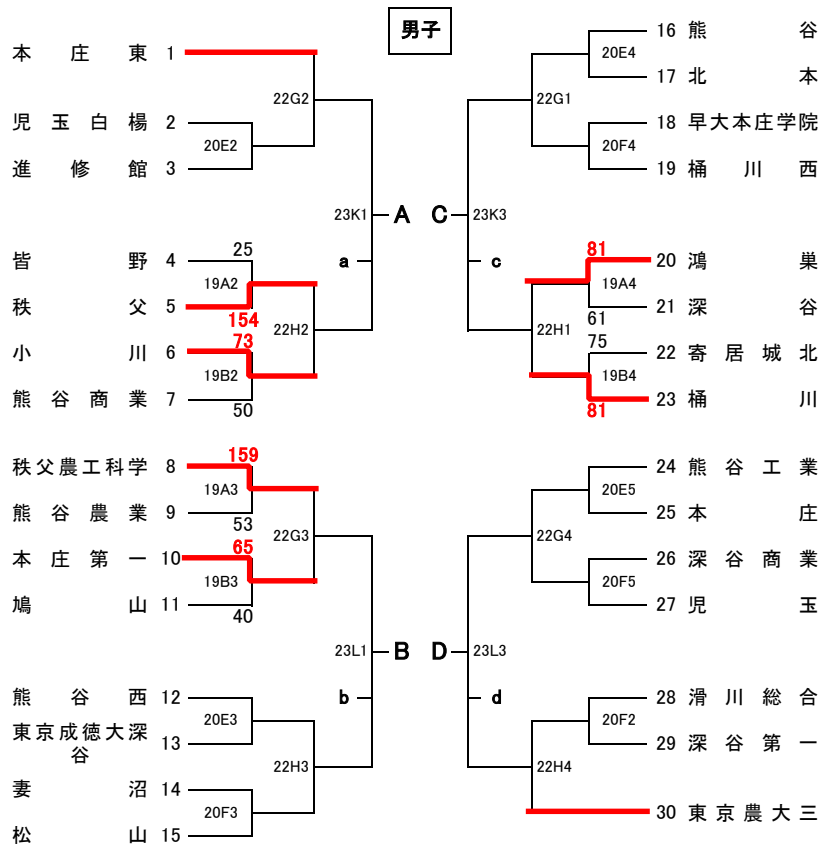 男子
本庄東 1
22G2
児玉白楊 2
20E2
進修館 3
23K1
A
a
皆野 4
25
19A2
秩父 5
154
22H2
小川 6
73
19B2
熊谷商業 7
50
秩父農工科学 8
159
19A3
熊谷農業 9
53
22G3
本庄第一 10
65
19B3
鳩山 11
40
23L1
B
b
熊谷西 12
20E3
東京成徳大深
谷
13
22H3
妻沼 14
20F3
松山 15
16 熊谷
20E4
17 北本
22G1
18 早大本庄学院
20F4
19 桶川西
C
23K3
c
81
20 鴻巣
19A4
21 深谷
61
22H1
75
22 寄居城北
19B4
23 桶川
81
24 熊谷工業
20E5
25 本庄
22G4
26 深谷商業
20F5
27 児玉
D
23L3
d
28 滑川総合
20F2
29 深谷第一
22H4
30 東京農大三